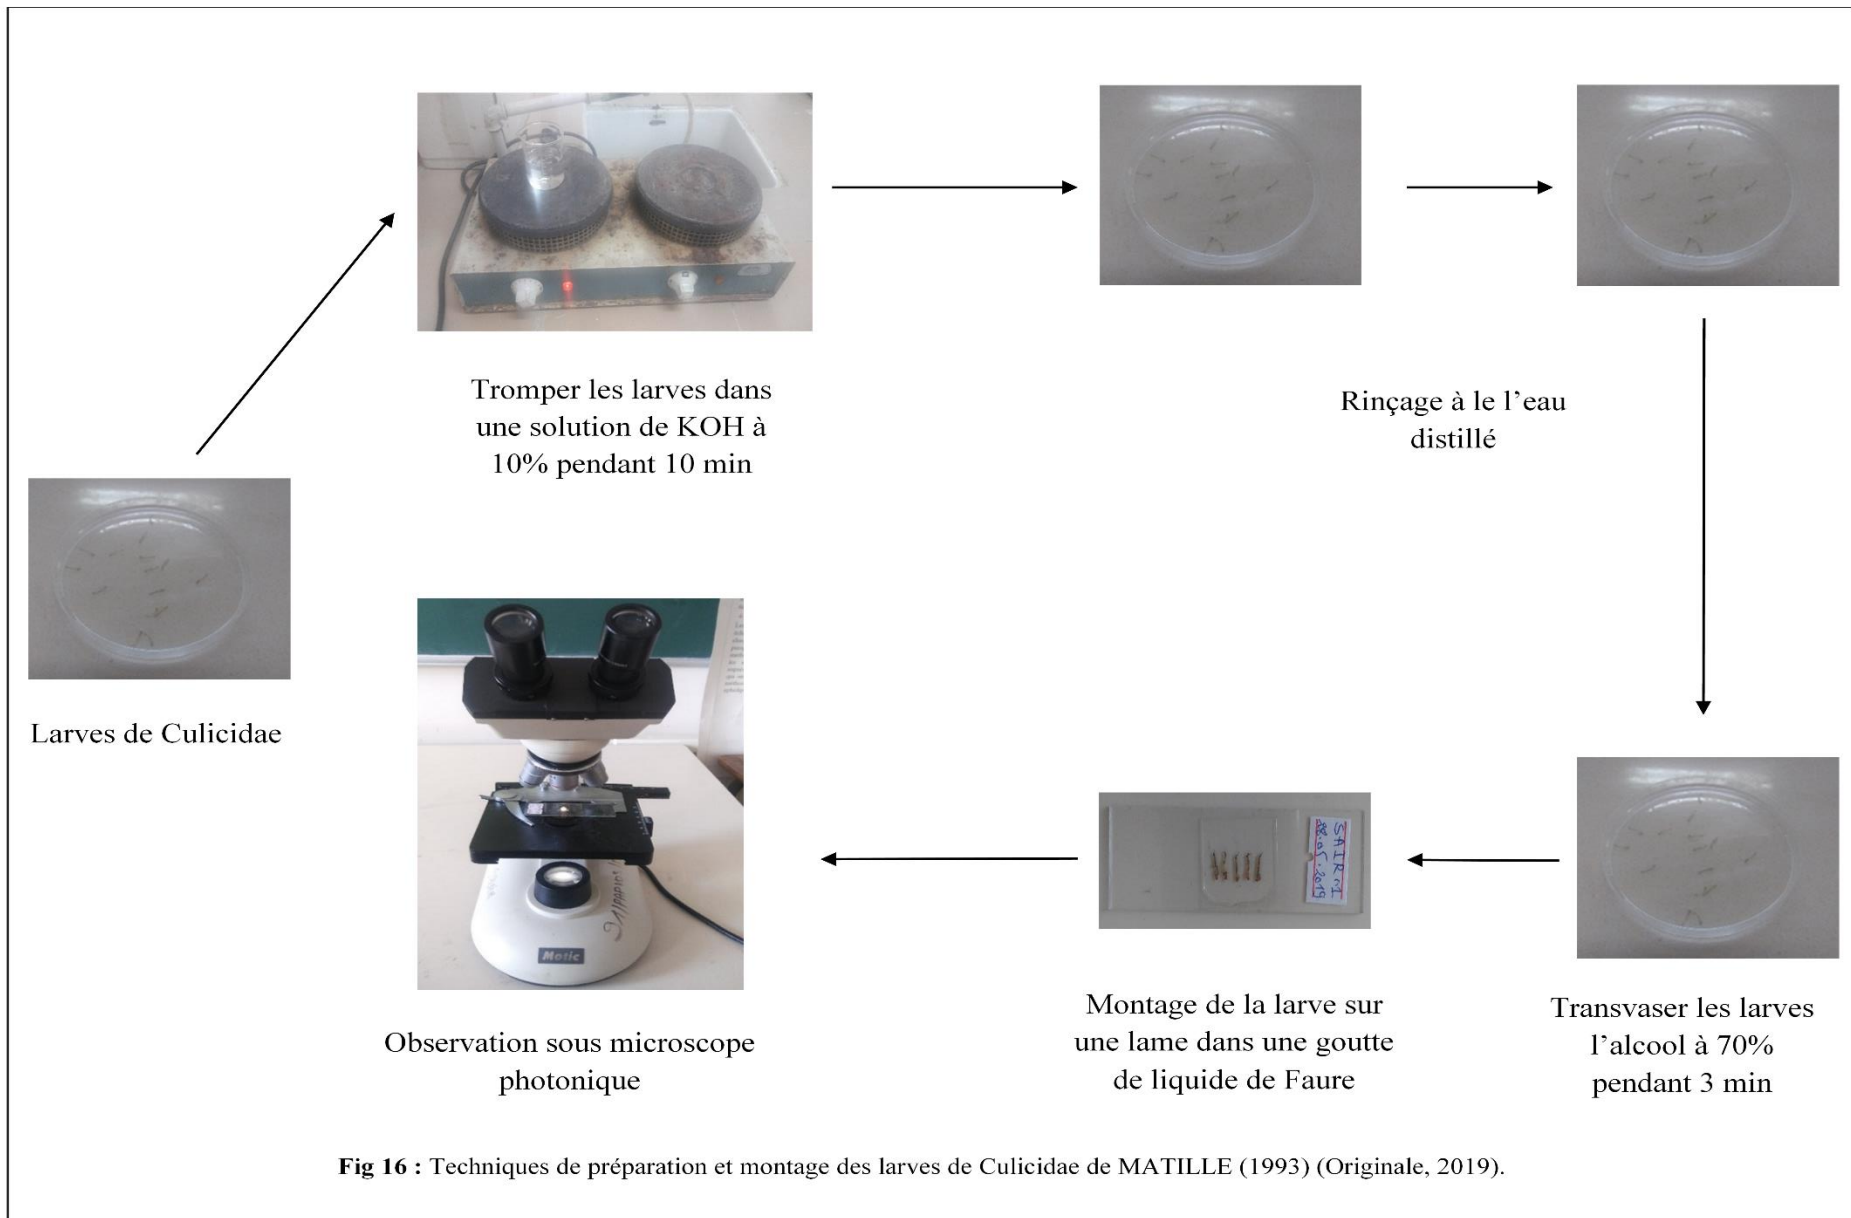 Tromper les larves dans
une solution de KOH à
10% pendant 10 min
Rinçage à le l’eau
distillé
Larves de Culicidae
Transvaser les larves
l’alcool à 70%
pendant 3 min
Montage de la larve sur
une lame dans une goutte
de liquide de Faure
Observation sous microscope
photonique
Motic
Fig 16 : Techniques de préparation et montage des larves de Culicidae de MATILLE (1993) (Originale, 2019).